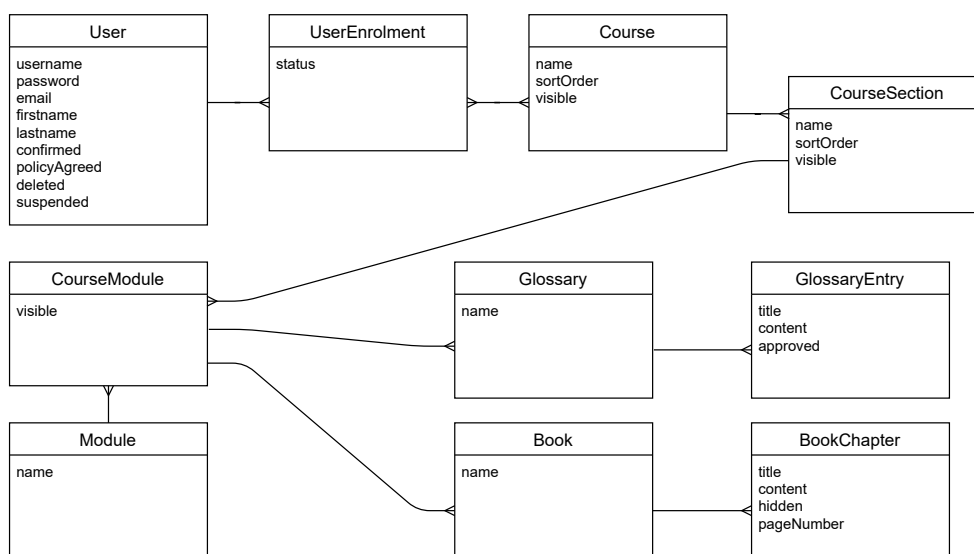 User
username
password
email
firstname
lastname
confirmed
policyAgreed
deleted
suspended
UserEnrolment
status
Course
name
sortOrder
visible
CourseSection
name
sortOrder
visible
CourseModule
visible
Glossary
name
GlossaryEntry
title
content
approved
Module
name
Book
name
BookChapter
title
content
hidden
pageNumber